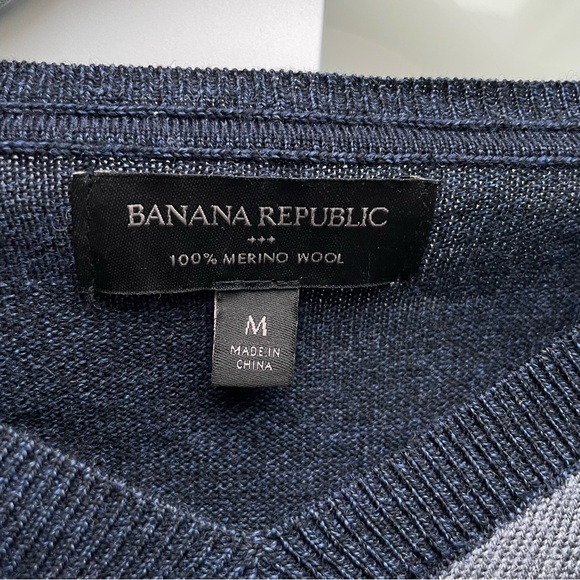 BANANA REPUBLIC
100% MERINO WOOL
M
MADE IN
CHINA